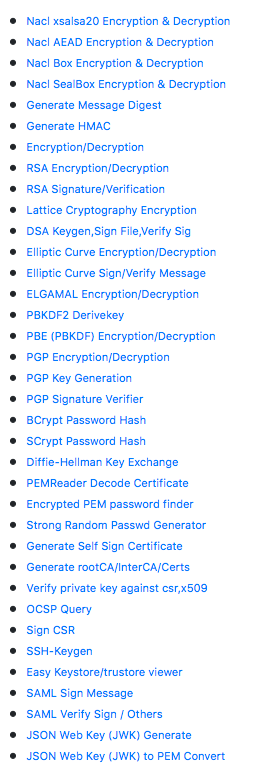 Nacl xsalsa20 Encryption & Decryption
Nacl AEAD Encryption & Decryption
Nacl Box Encryption & Decryption
Nacl SealBox Encryption & Decryption
Generate Message Digest
Generate HMAC
Encryption/Decryption
RSA Encryption/Decryption
RSA Signature/Verification
Lattice Cryptography Encryption
DSA Keygen,Sign File,Verify Sig
Elliptic Curve Encryption/Decryption
Elliptic Curve Sign/Verify Message
ELGAMAL Encryption/Decryption
PBKDF2 Derivekey
PBE (PBKDF) Encryption/Decryption
PGP Encryption/Decryption
PGP Key Generation
PGP Signature Verifier
BCrypt Password Hash
SCrypt Password Hash
Diffie-Hellman Key Exchange
PEMReader Decode Certificate
Encrypted PEM password finder
Strong Random Passwd Generator
Generate Self Sign Certificate
Generate rootCA/InterCA/Certs
Verify private key against csr,x509
OCSP Query
Sign CSR
SSH-Keygen
Easy Keystore/trustore viewer
SAML Sign Message
SAML Verify Sign / Others
JSON Web Key (JWK) Generate
JSON Web Key (JWK) to PEM Convert